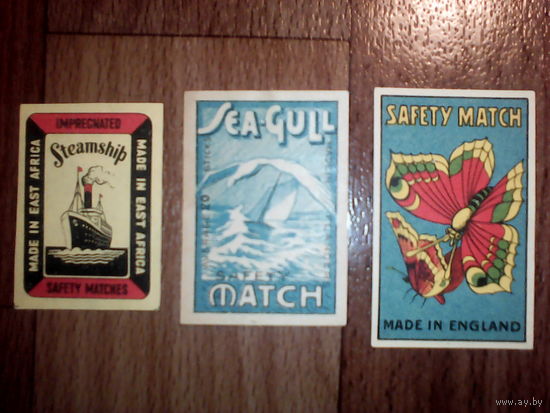 IMPREGNATED
Steamship
MADE IN EAST AFRICA
MADE IN EAST AFRICA
SAFETY MATCHES
SEA-GULL
SAFETY
MATCH
SAFETY MATCH
MADE IN ENGLAND
www.ay.by